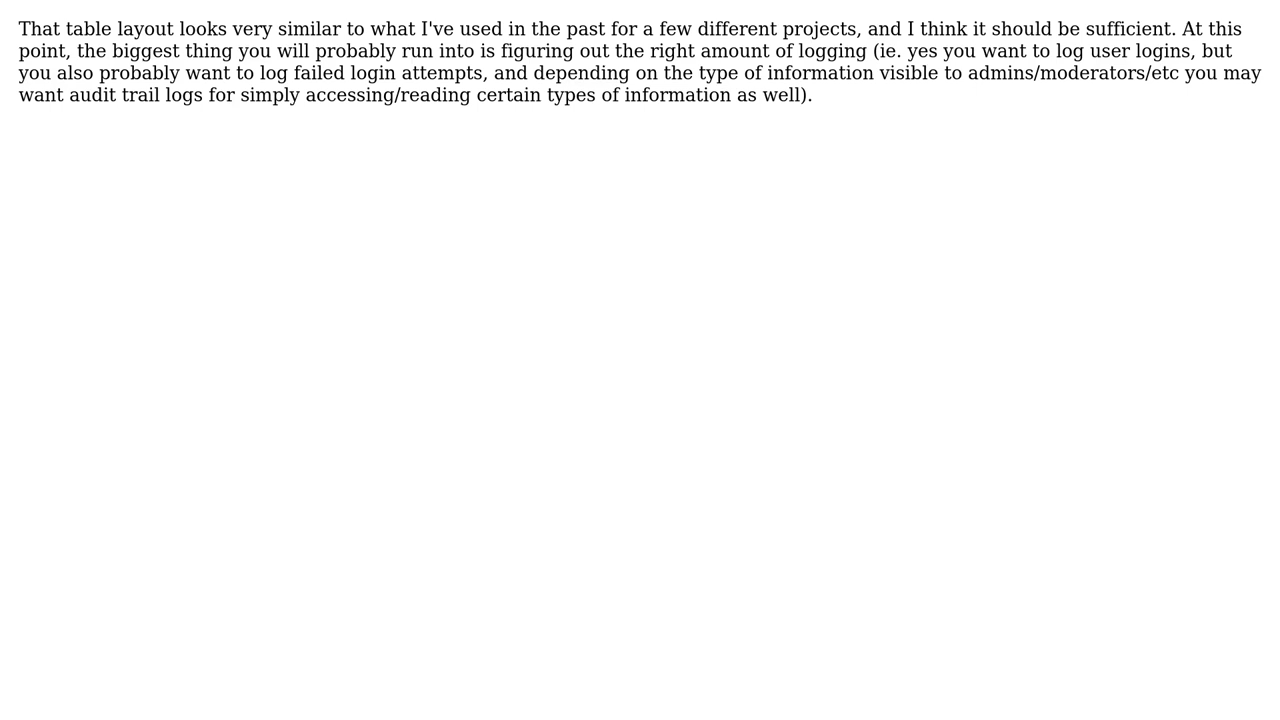 That table layout looks very similar to what I've used in the past for a few different projects, and I think it should be sufficient. At this
point, the biggest thing you will probably run into is figuring out the right amount of logging (ie. yes you want to log user logins, but
you also probably want to log failed login attempts, and depending on the type of information visible to admins/moderators/etc you may
want audit trail logs for simply accessing/reading certain types of information as well).